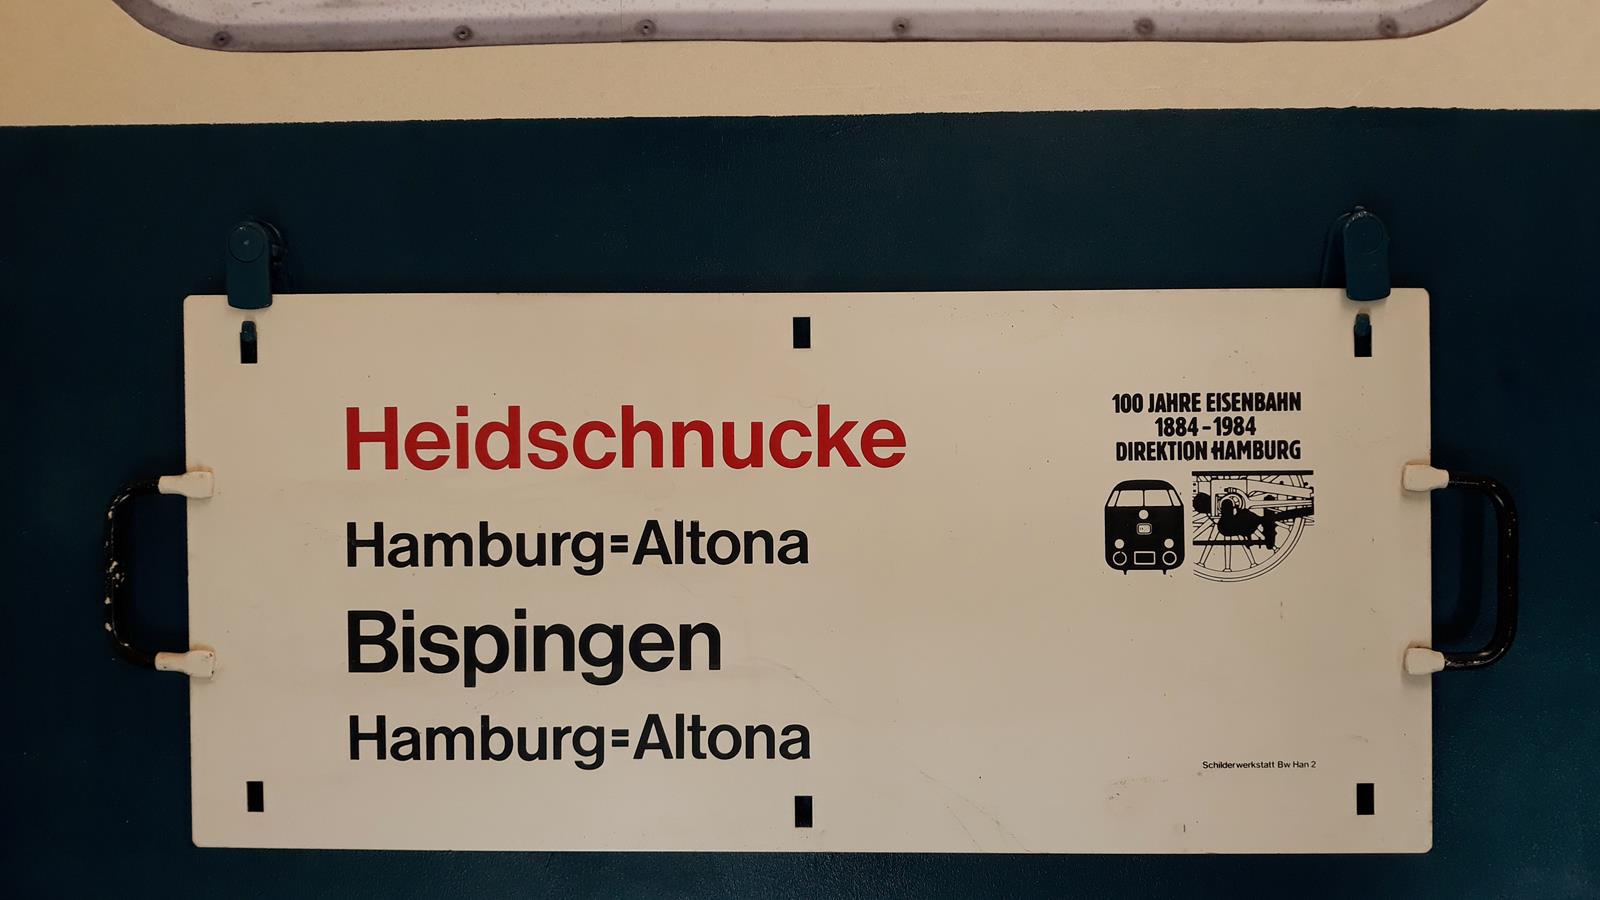 Heidschnucke
Hamburg=Altona
Bispingen
Hamburg=Altona
100 JAHRE EISENBAHN
1884-1984
DIREKTION HAMBURG
Schilderwerkstatt Bw Han 2